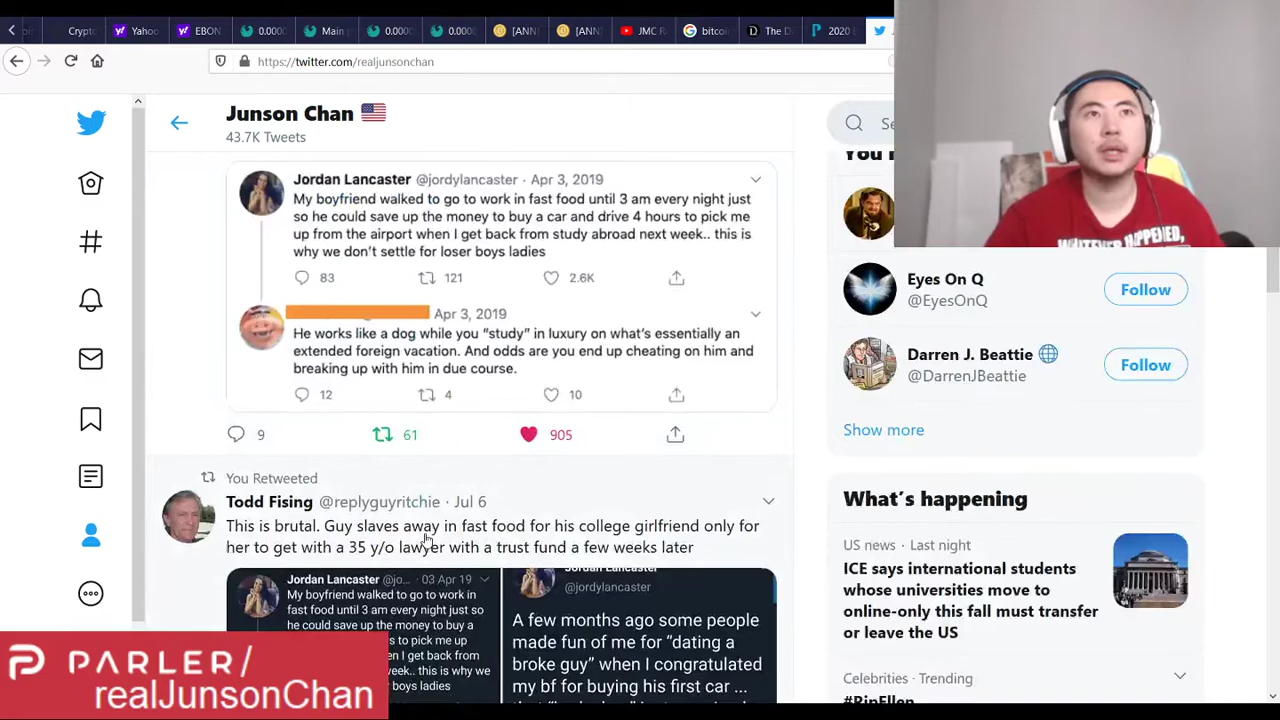 Crypto
Yahoo
EBON
0.0000
Main
0.0000
0.0000
[ANN
[ANN
JMC R
bitcoi
The D
2020
https://twitter.com/realjunsonchan
Junson Chan
43.7K Tweets
Se
Jordan Lancaster @jordylancaster · Apr 3, 2019
My boyfriend walked to go to work in fast food until 3 am every night just
so he could save up the money to buy a car and drive 4 hours to pick me
up from the airport when I get back from study abroad next week.. this is
why we don't settle for loser boys ladies
83
121
2.6K
Apr 3, 2019
He works like a dog while you "study" in luxury on what's essentially an
extended foreign vacation. And odds are you end up cheating on him and
breaking up with him in due course.
12
4
10
9
61
905
You Retweeted
Todd Fising @replyguyritchie · Jul 6
This is brutal. Guy slaves away in fast food for his college girlfriend only for
her to get with a 35 y/o lawyer with a trust fund a few weeks later
Jordan Lancaster @jo... · 03 Apr 19
My boyfriend walked to go to work in
fast food until 3 am every night just so
he could save up the money to buy a
s to pick me
I get back from
eek.. this is why we
boys ladies
Jordan Lancaster
@jordylancaster
A few months ago some people
made fun of me for "dating a
broke guy" when I congratulated
my bf for buying his first car ...
You m
Eyes On Q
@EyesOnQ
Follow
Darren J. Beattie
@DarrenJBeattie
Follow
Show more
What's happening
US news · Last night
ICE says international students
whose universities move to
online-only this fall must transfer
or leave the US
Celebrities · Trending
#RipEllen
WHATEVER HAPPENED,
PARLER/
realJunsonChan